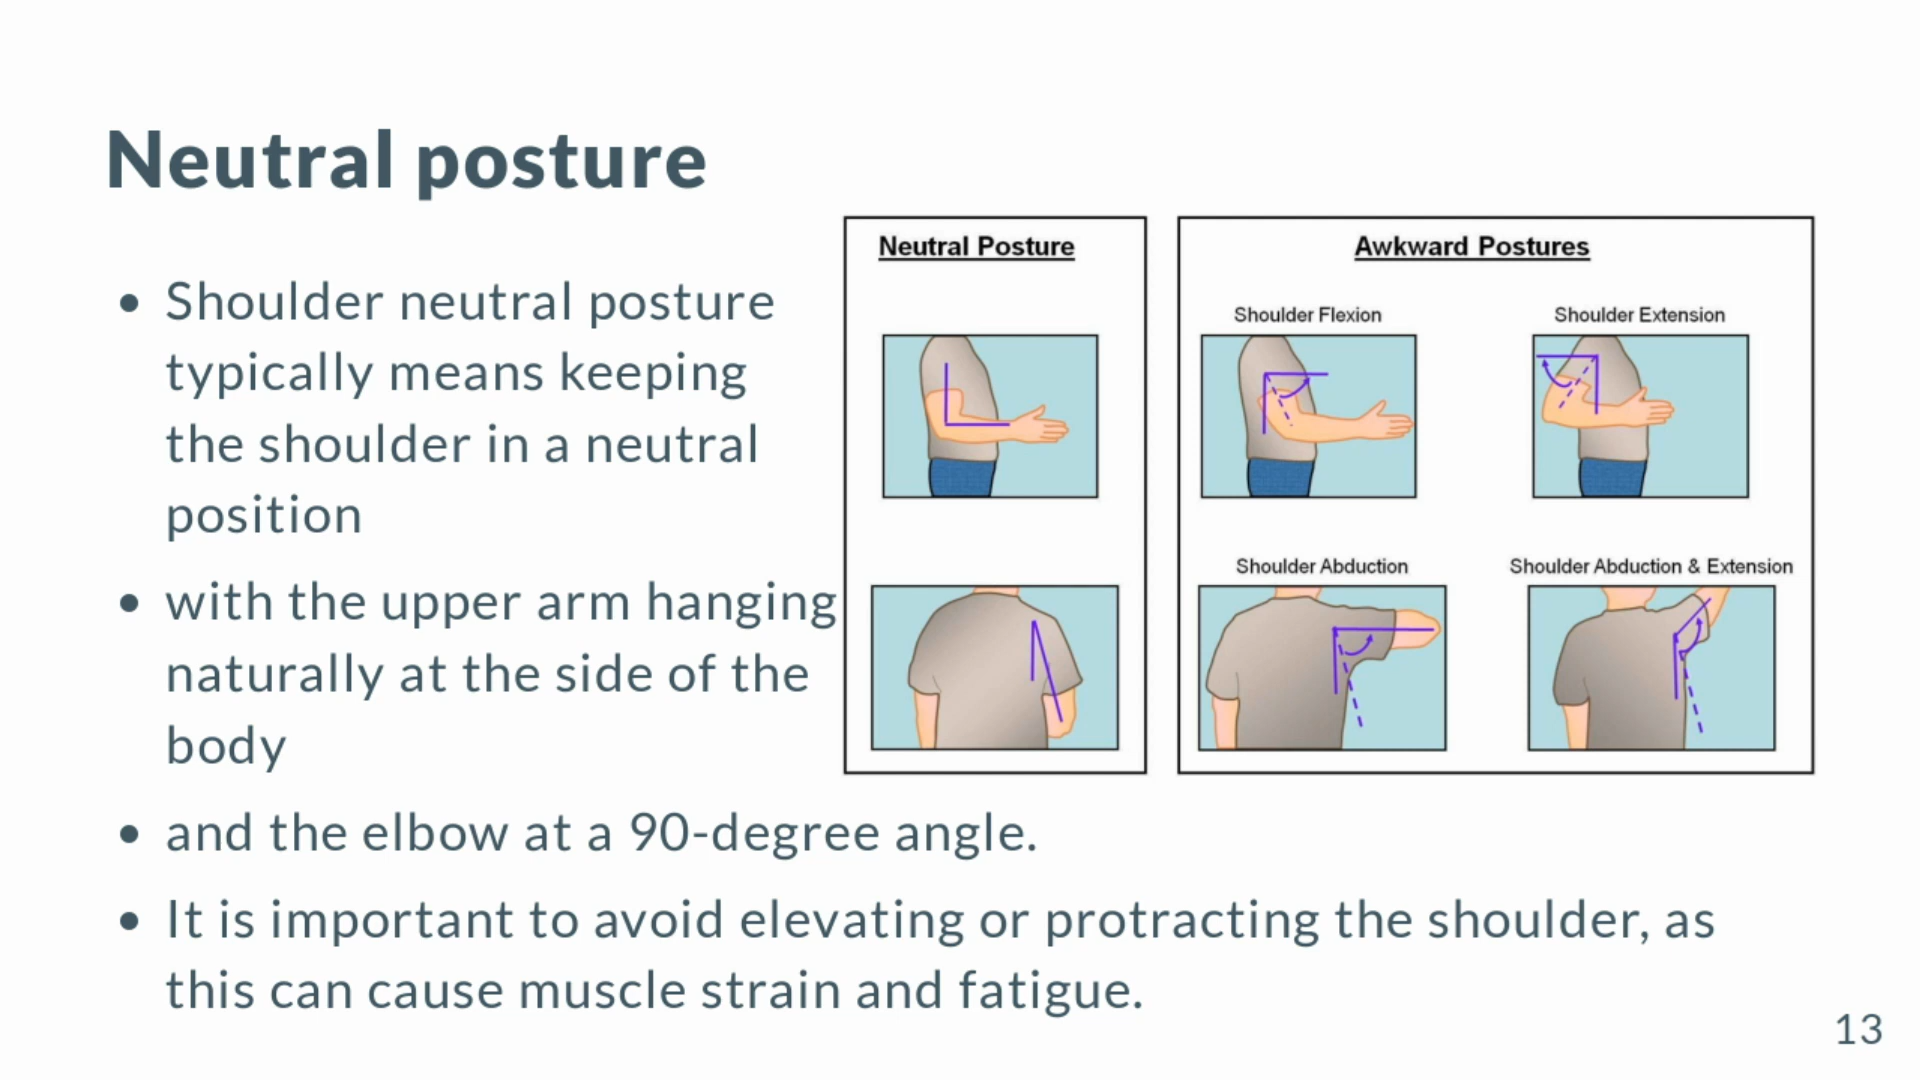 Neutral posture
• Shoulder neutral posture
typically means keeping
the shoulder in a neutral
position
• with the upper arm hanging
naturally at the side of the
body
• and the elbow at a 90-degree angle.
• It is important to avoid elevating or protracting the shoulder, as
this can cause muscle strain and fatigue.
Neutral Posture
Awkward Postures
Shoulder Flexion
Shoulder Extension
Shoulder Abduction
Shoulder Abduction & Extension
13